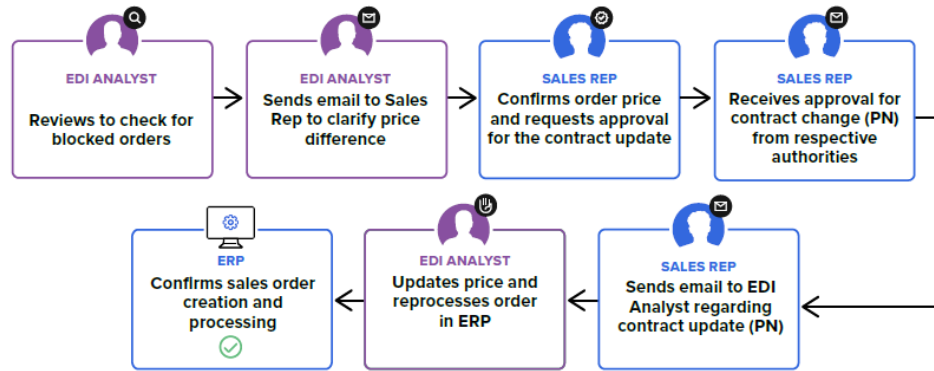 EDI ANALYST
Reviews to check for
blocked orders
EDI ANALYST
Sends email to Sales
Rep to clarify price
difference
SALES REP
Confirms order price
and requests approval
for the contract update
SALES REP
Receives approval for
contract change (PN)
from respective
authorities
SALES REP
Sends email to EDI
Analyst regarding
contract update (PN)
EDI ANALYST
Updates price and
reprocesses order
in ERP
ERP
Confirms sales order
creation and
processing